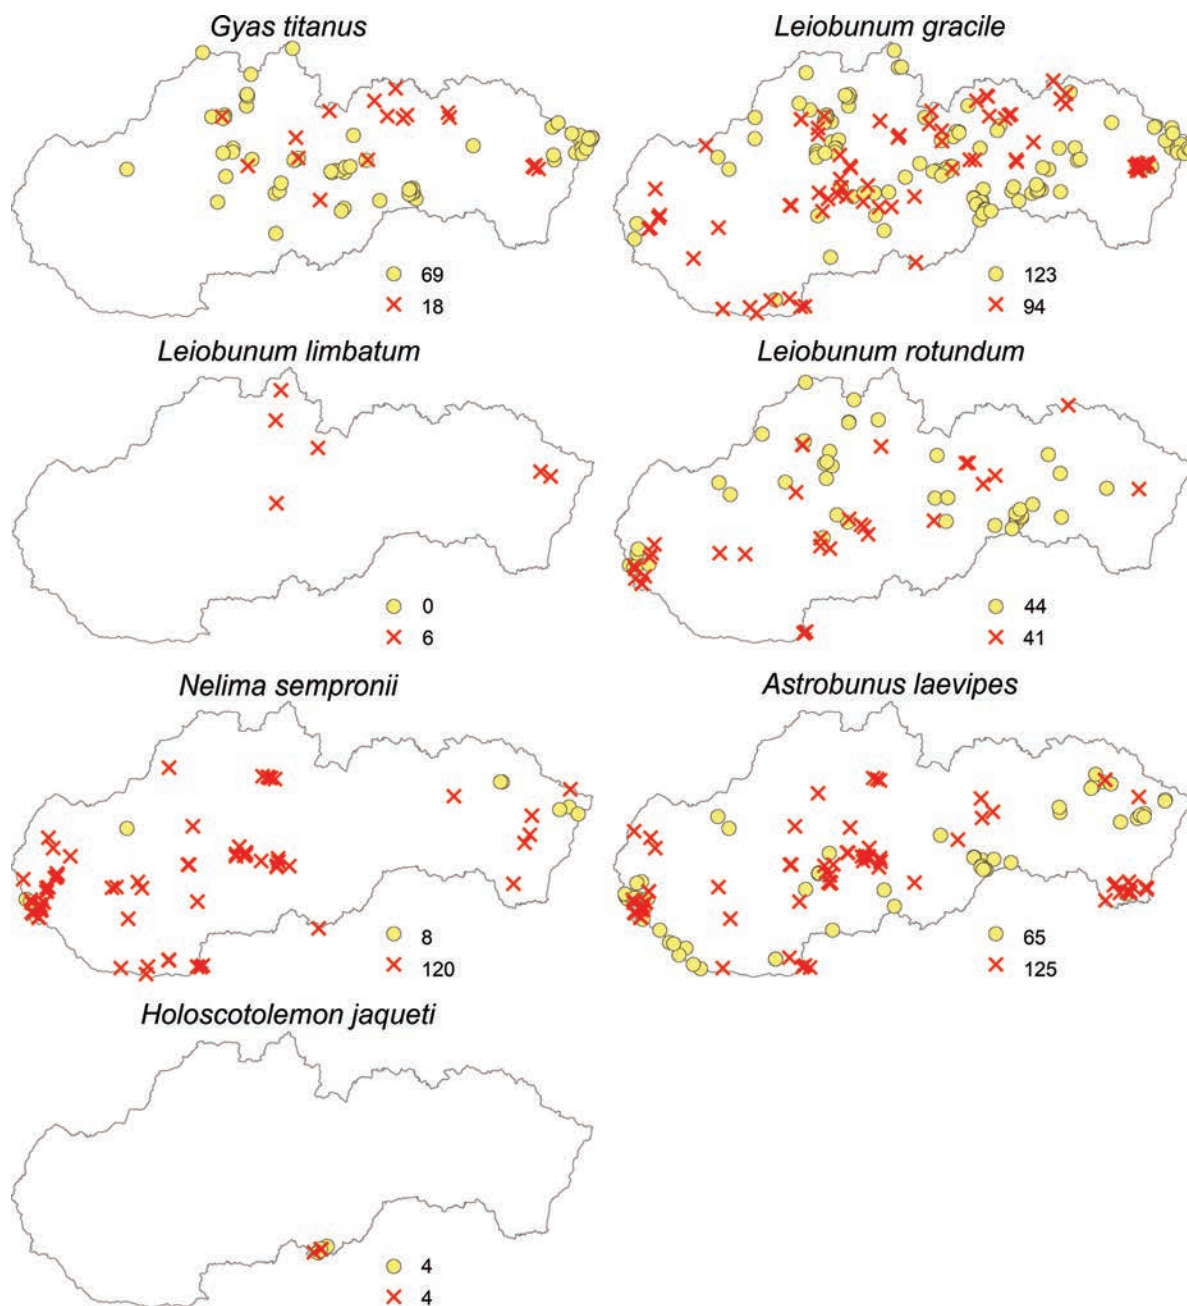 Gyas titanus
69
18
Leiobunum gracile
123
94
Leiobunum limbatum
0
6
Leiobunum rotundum
44
41
Nelima sempronii
8
120
Astrobunus laevipes
65
125
Holoscotolemon jaqueti
4
4